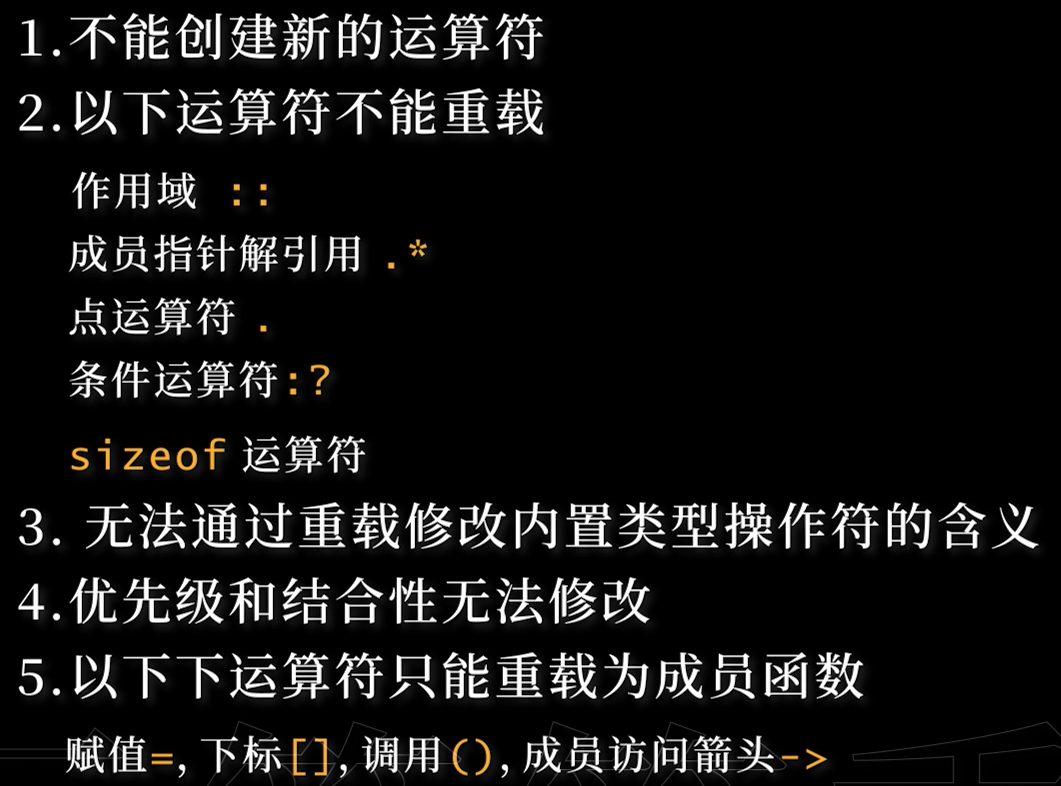 1.不能创建新的运算符
2.以下运算符不能重载
作用域 ::
成员指针解引用 .*
点运算符 .
条件运算符:?
sizeof 运算符
3. 无法通过重载修改内置类型操作符的含义
4.优先级和结合性无法修改
5.以下下运算符只能重载为成员函数
赋值=, 下标[], 调用(), 成员访问箭头->